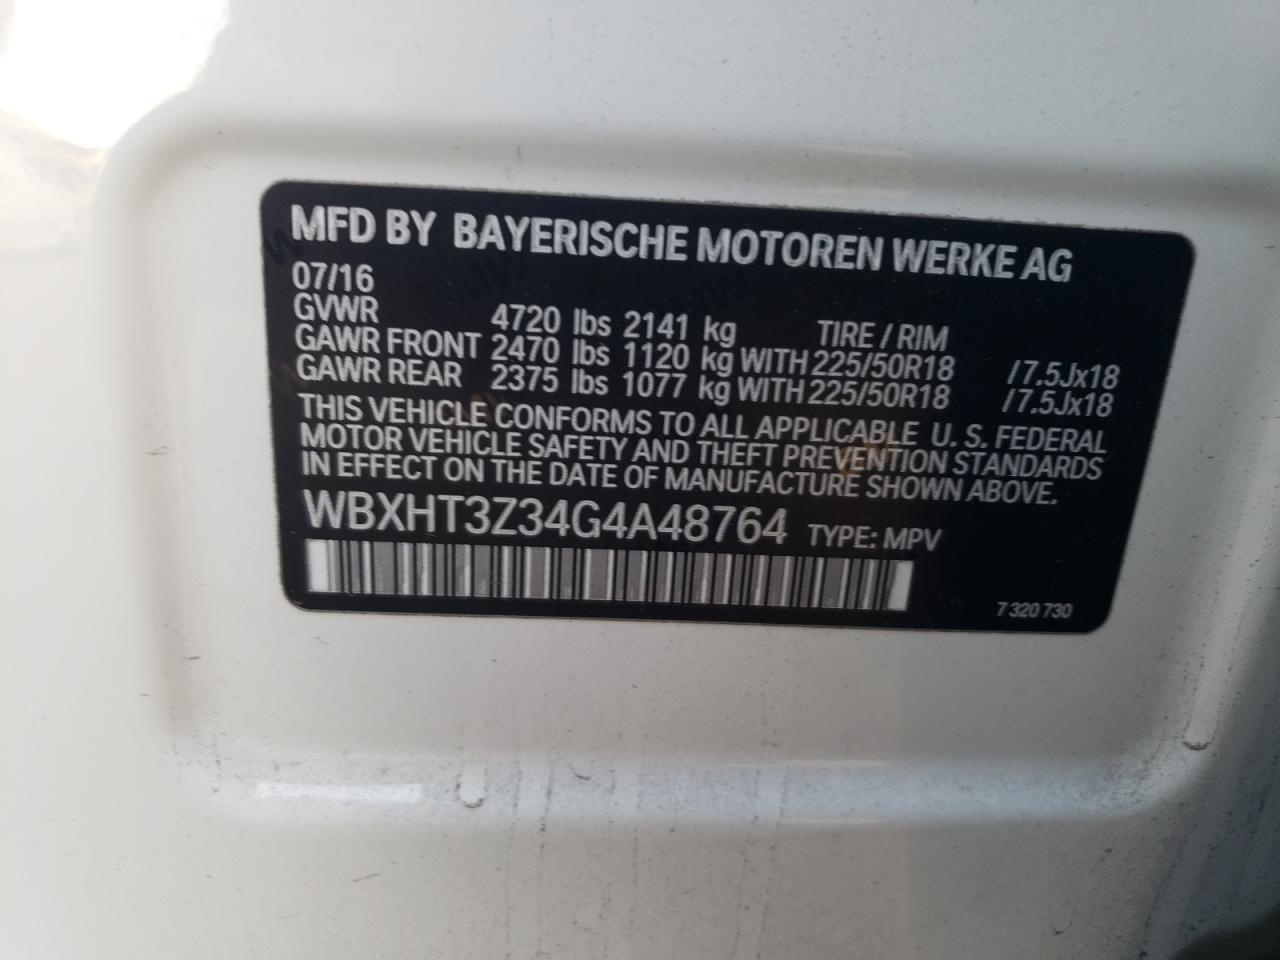 MFD BY BAYERISCHE MOTOREN WERKE AG
07/16
GVWR 4720 lbs 2141 kg TIRE / RIM
GAWR FRONT 2470 lbs 1120 kg WITH 225/50R18 /7.5Jx18
GAWR REAR 2375 lbs 1077 kg WITH 225/50R18 /7.5Jx18
THIS VEHICLE CONFORMS TO ALL APPLICABLE U. S. FEDERAL
MOTOR VEHICLE SAFETY AND THEFT PREVENTION STANDARDS
IN EFFECT ON THE DATE OF MANUFACTURE SHOWN ABOVE.
WBXHT3Z34G4A48764 TYPE: MPV
7 320 730